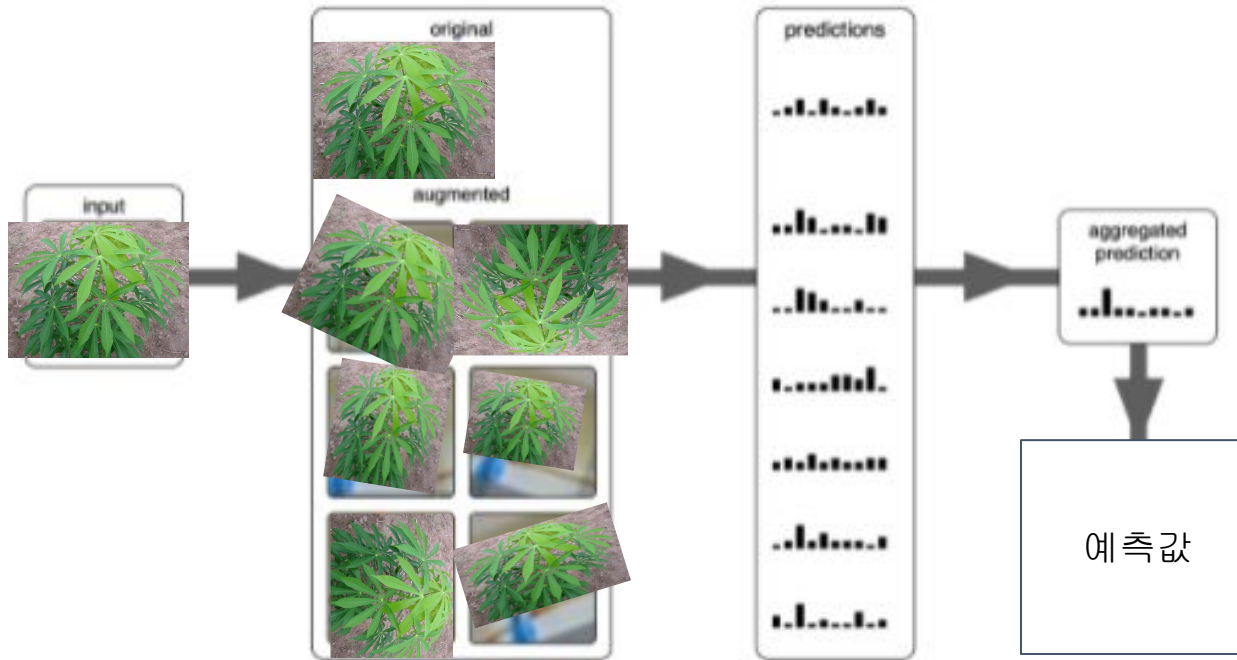 input
original
augmented
predictions
aggregated
prediction
예측값